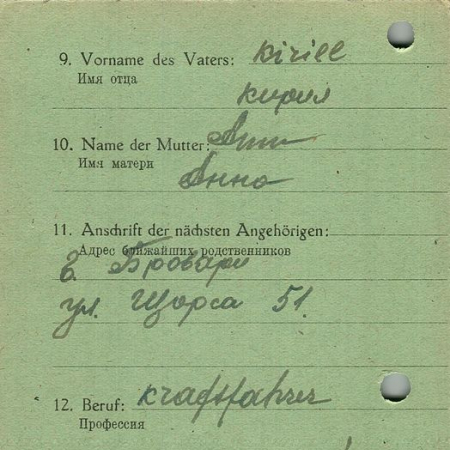 9. Vorname des Vaters: Kirill
Имя отца
Кирил
10. Name der Mutter: Anna
Имя матери
Анна
11. Anschrift der nächsten Angehörigen:
Адрес ближайших родственников
Бровари
ул. Щорса 51.
12. Beruf: Kraftfahrer
Профессия